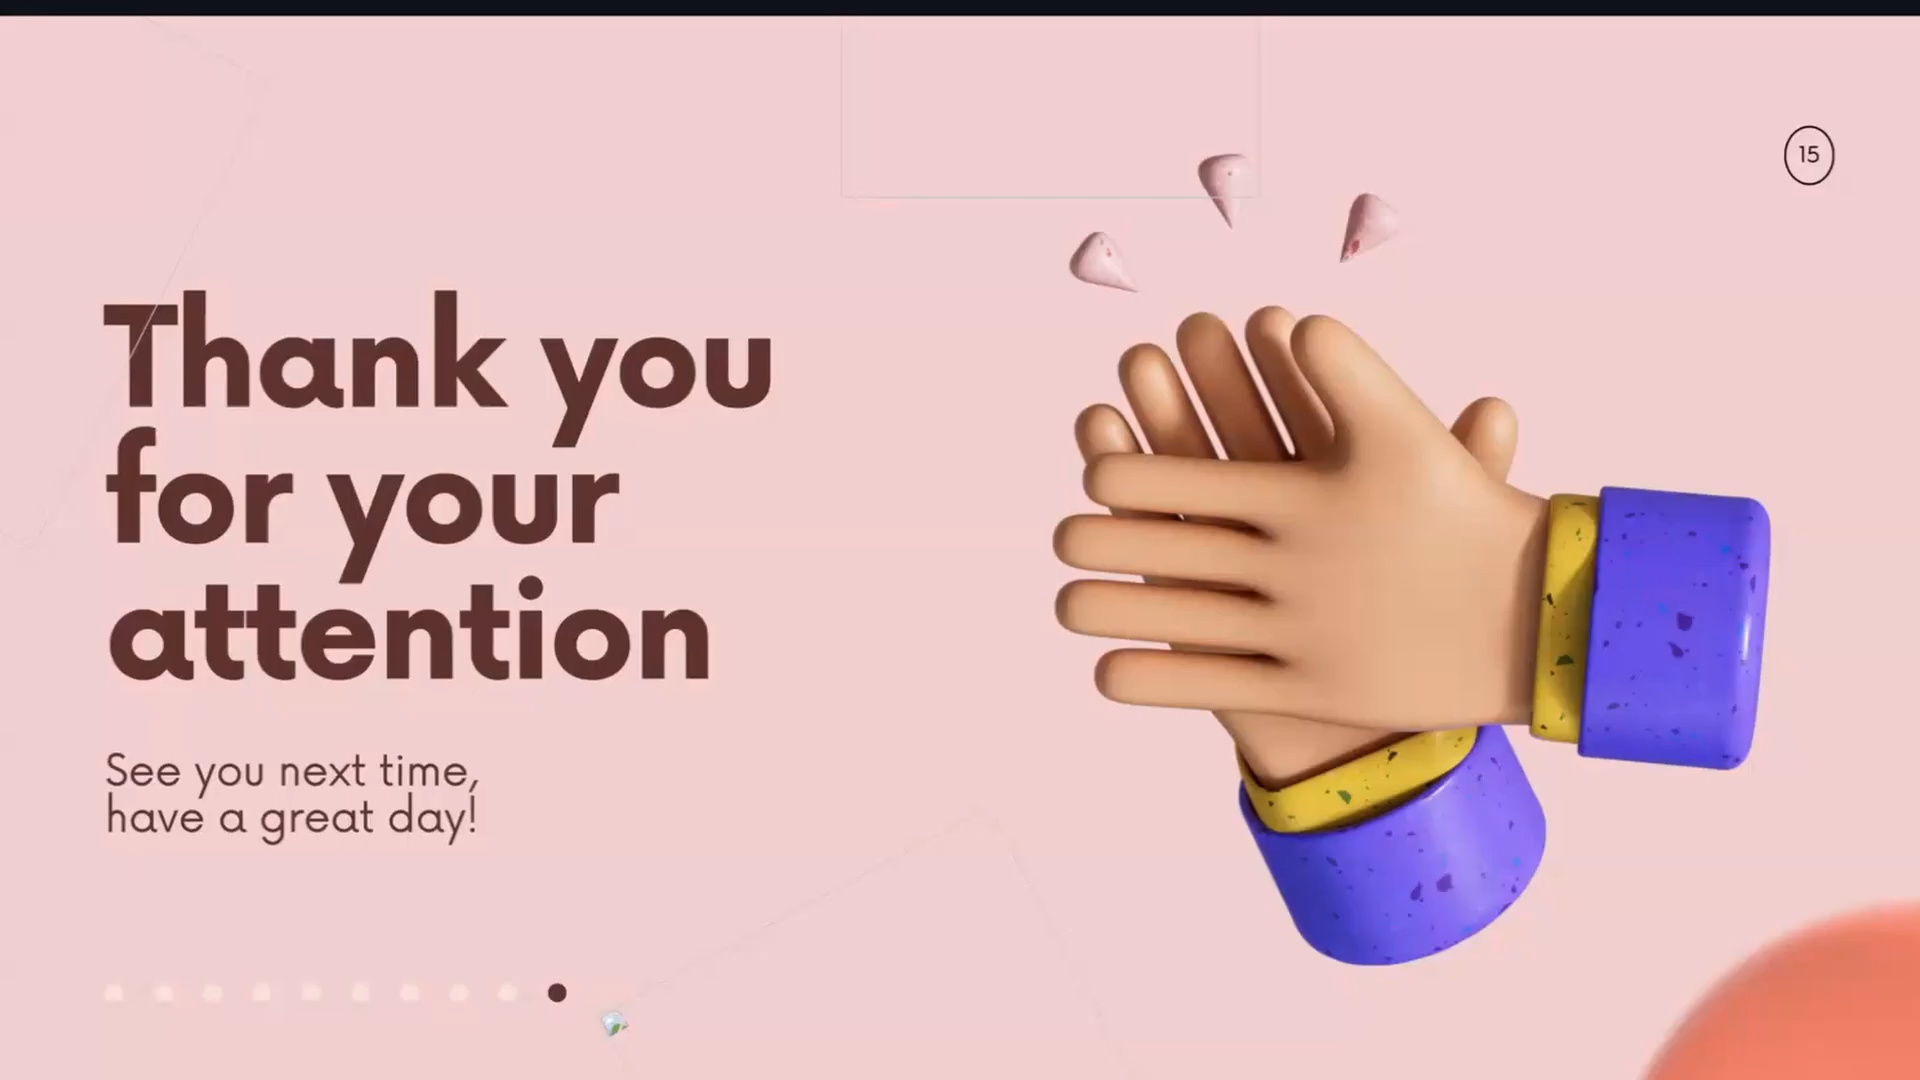 15
Thank you
for your
attention
See you next time,
have a great day!